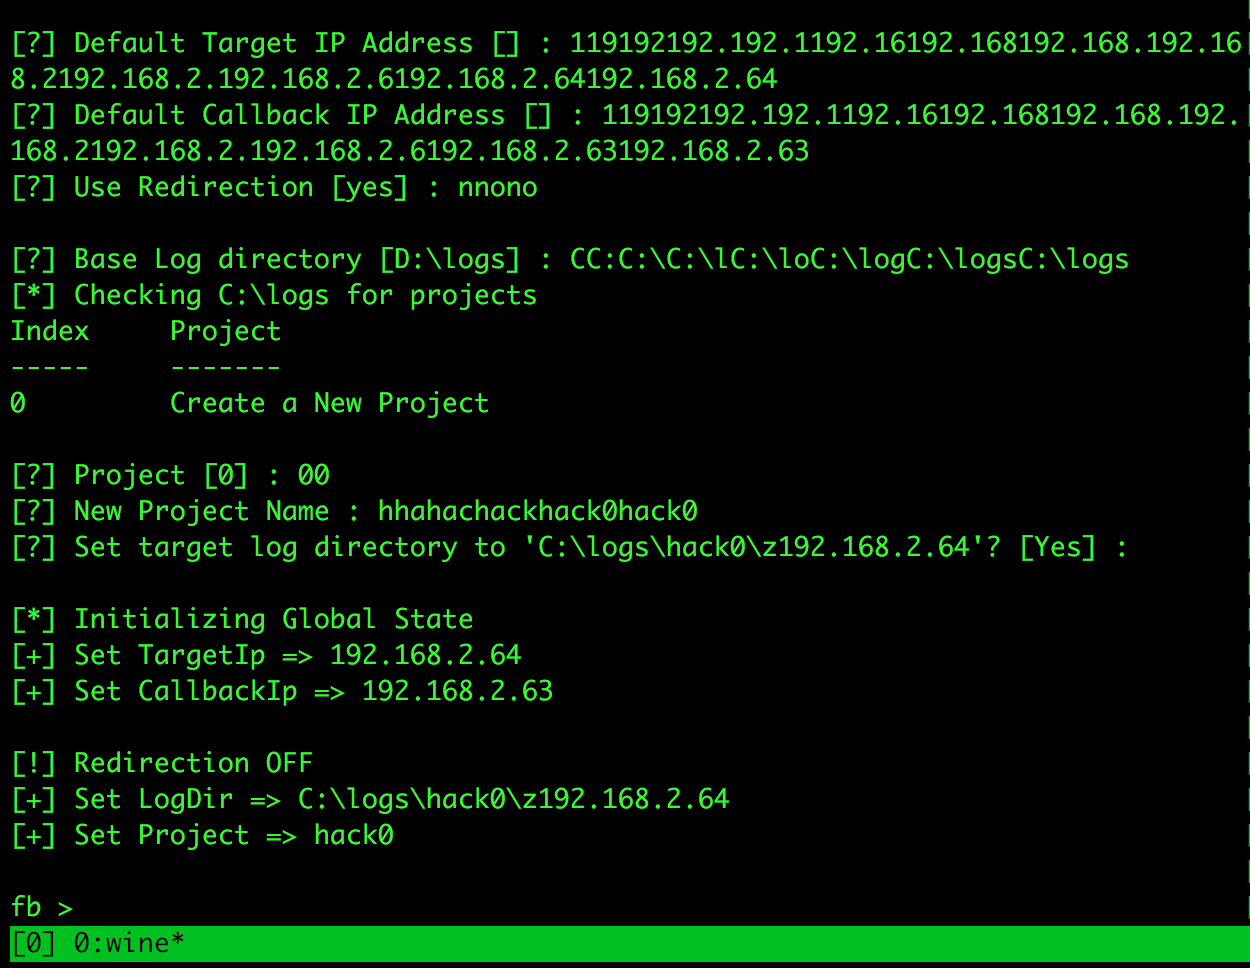 [?] Default Target IP Address [] : 119192192.192.1192.16192.168192.168.192.16
8.2192.168.2.192.168.2.6192.168.2.64192.168.2.64
[?] Default Callback IP Address [] : 119192192.192.1192.16192.168192.168.192.
168.2192.168.2.192.168.2.6192.168.2.63192.168.2.63
[?] Use Redirection [yes] : nnono
[?] Base Log directory [D:\logs] : CC:C:\C:\lC:\loC:\logC:\logsC:\logs
[*] Checking C:\logs for projects
Index     Project
-----     -------
0         Create a New Project
[?] Project [0] : 00
[?] New Project Name : hhahachackhack0hack0
[?] Set target log directory to 'C:\logs\hack0\z192.168.2.64'? [Yes] :
[*] Initializing Global State
[+] Set TargetIp => 192.168.2.64
[+] Set CallbackIp => 192.168.2.63
[!] Redirection OFF
[+] Set LogDir => C:\logs\hack0\z192.168.2.64
[+] Set Project => hack0
fb >
[0] 0:wine*